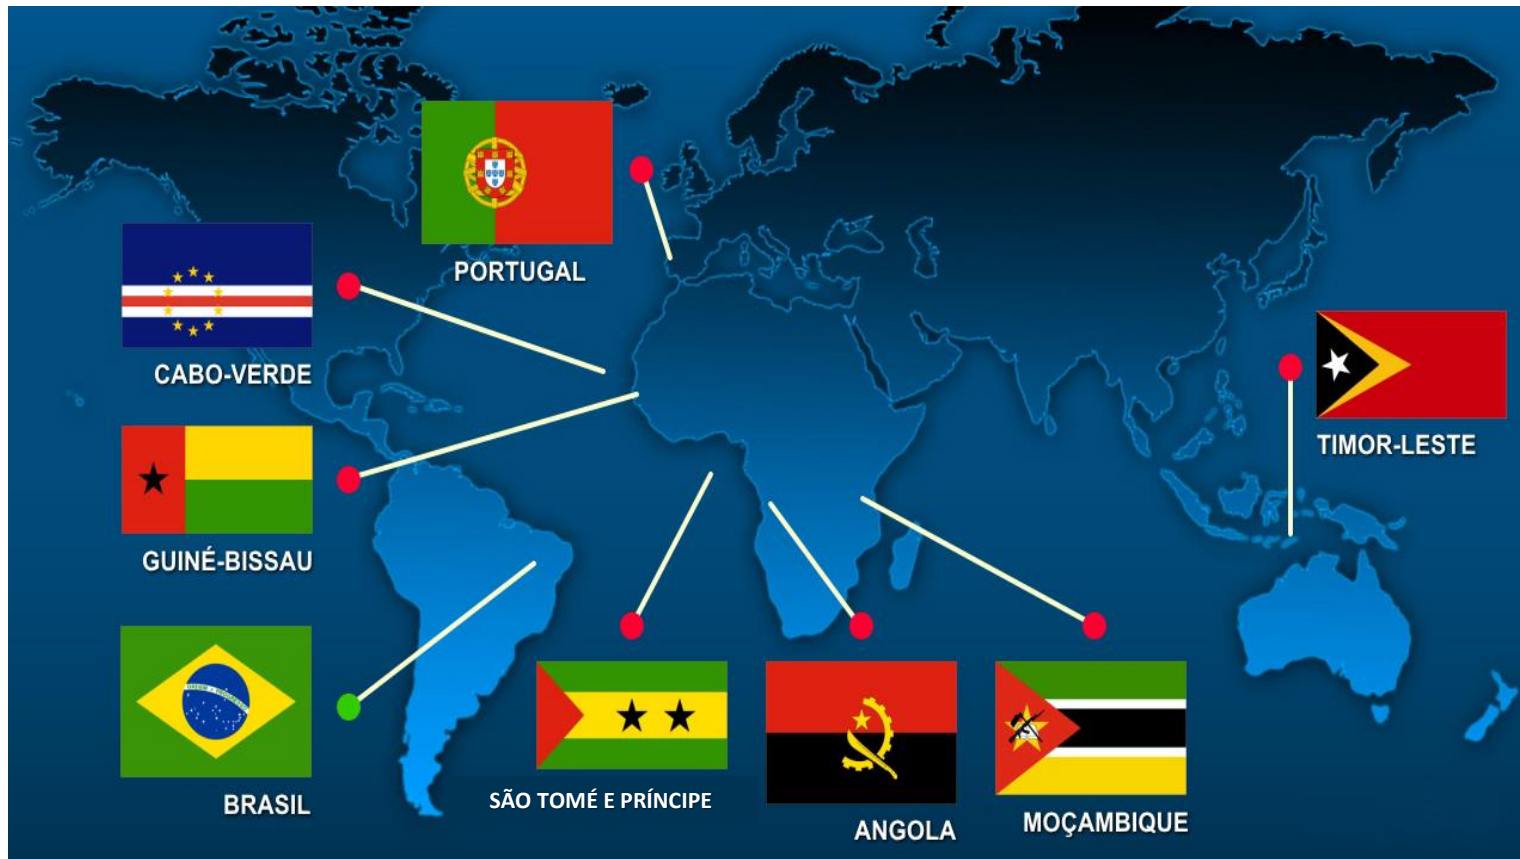 PORTUGAL
CABO-VERDE
TIMOR-LESTE
GUINÉ-BISSAU
BRASIL
SÃO TOMÉ E PRÍNCIPE
ANGOLA
MOÇAMBIQUE